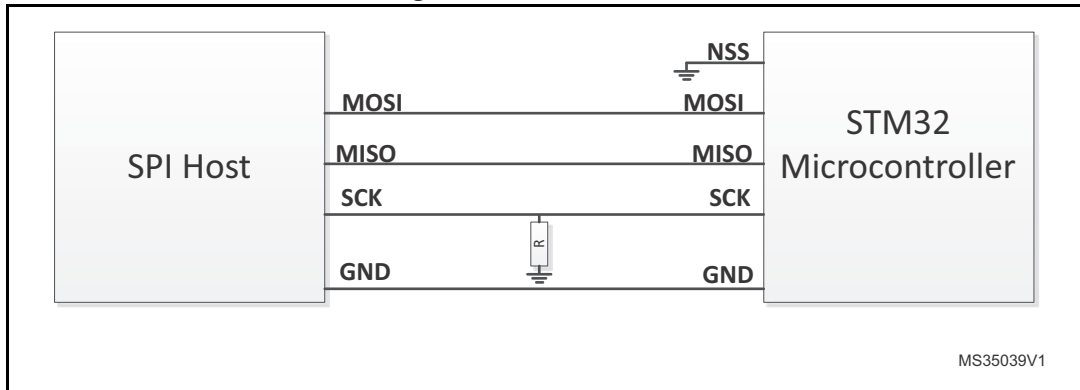 NSS
MOSI MOSI
STM32
Microcontroller
SPI Host
MISO MISO
SCK SCK
R
GND GND
MS35039V1